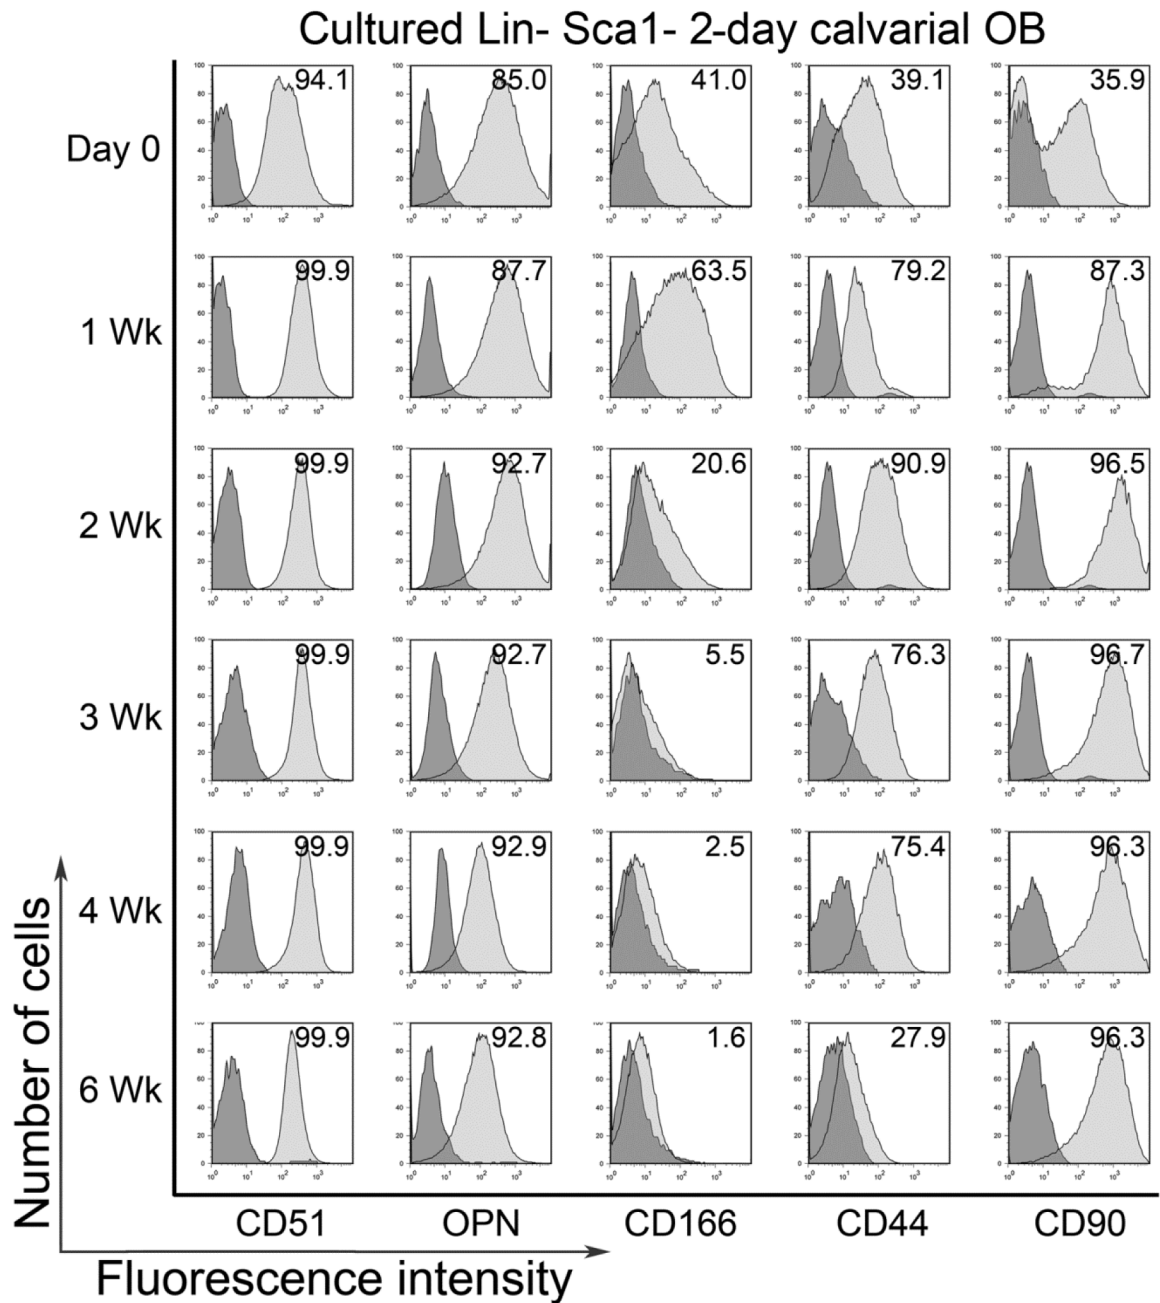 Cultured Lin- Sca1- 2-day calvarial OB
Day 0
94.1
85.0
41.0
39.1
35.9
1 Wk
99.9
87.7
63.5
79.2
87.3
2 Wk
99.9
92.7
20.6
90.9
96.5
3 Wk
99.9
92.7
5.5
76.3
96.7
4 Wk
99.9
92.9
2.5
75.4
96.3
6 Wk
99.9
92.8
1.6
27.9
96.3
CD51
OPN
CD166
CD44
CD90
Number of cells
Fluorescence intensity